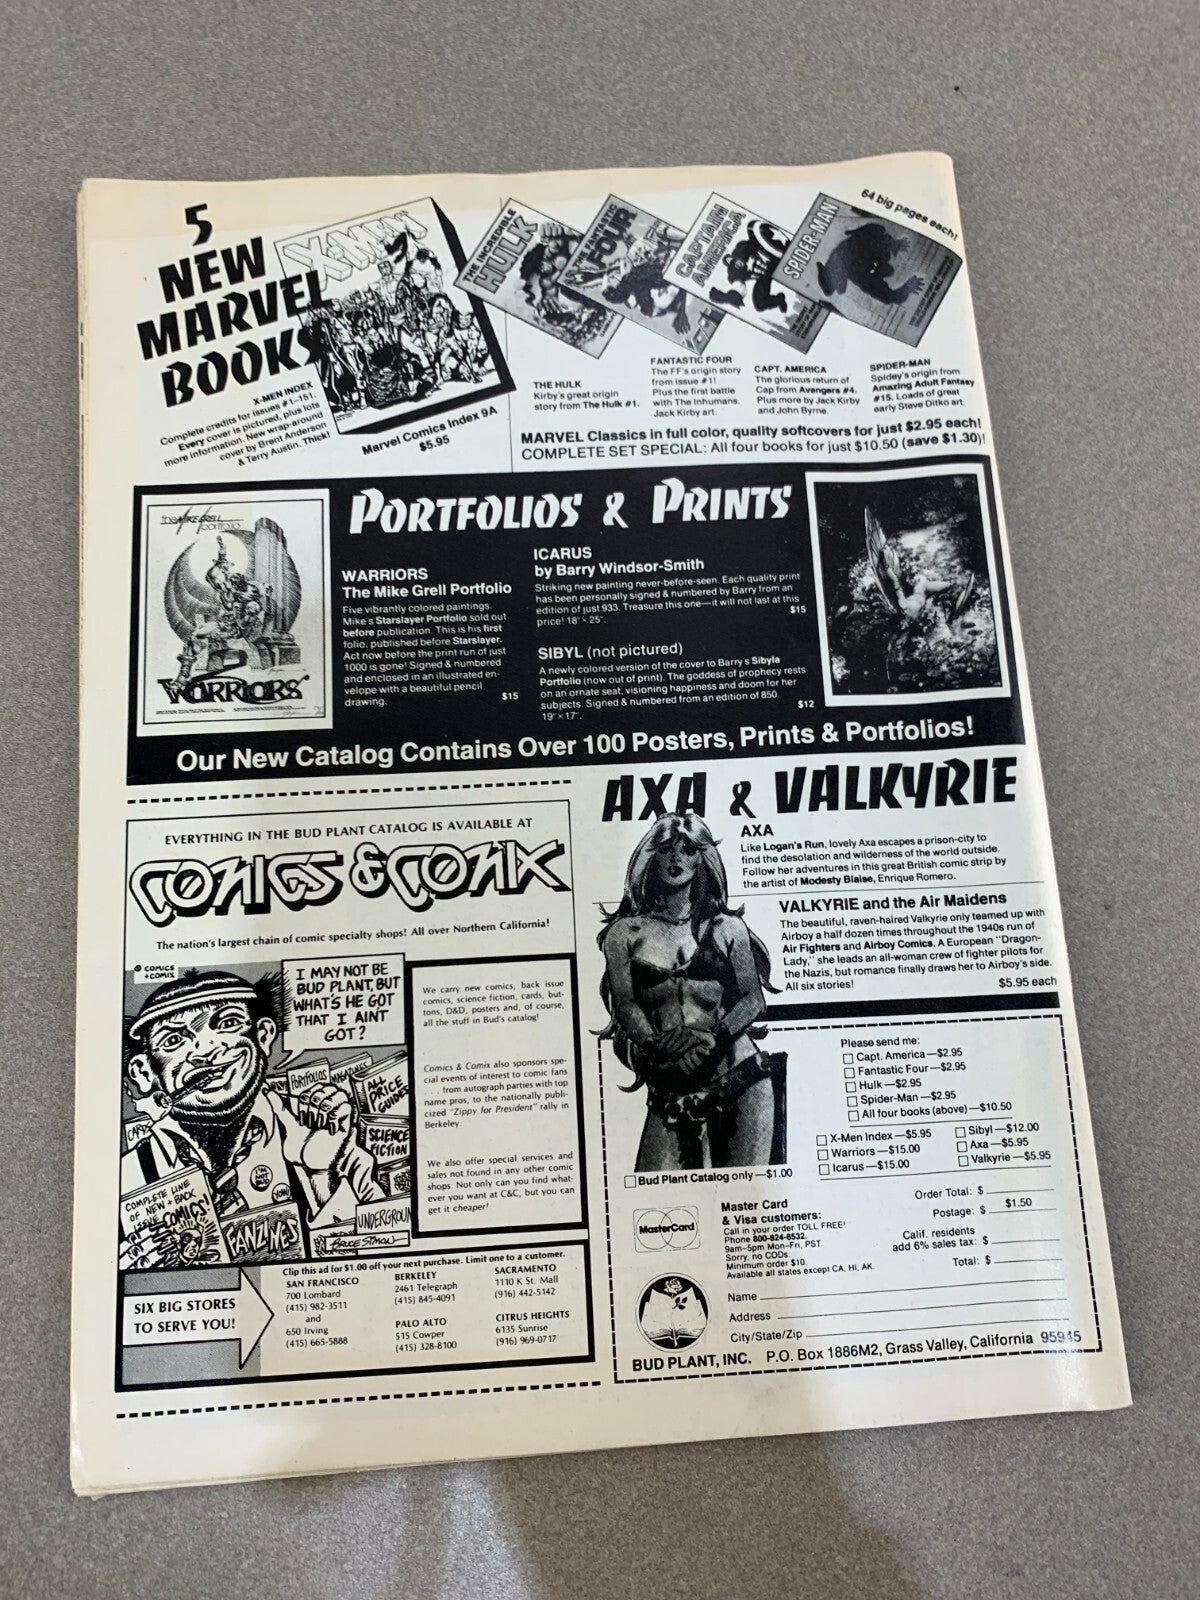 5
NEW
MARVEL
BOOKS
X-MEN INDEX
Complete credits for issues #1-151.
Every cover is pictured, plus lots
more information. New wrap-around
cover by Brent Anderson
& Terry Austin. Thick!
X-MEN
Marvel Comics Index 9A
$5.95
THE INCREDIBLE
HULK
THE FANTASTIC
FOUR
CAPTAIN
AMERICA
SPIDER-MAN
64 big pages each!
THE HULK
Kirby's great origin
story from The Hulk #1.
FANTASTIC FOUR
The FF's origin story
from issue #1!
Plus the first battle
with The Inhumans.
Jack Kirby art.
CAPT. AMERICA
The glorious return of
Cap from Avengers #4.
Plus more by Jack Kirby
and John Byrne.
SPIDER-MAN
Spidey's origin from
Amazing Adult Fantasy
#15. Loads of great
early Steve Ditko art.
MARVEL Classics in full color, quality softcovers for just $2.95 each!
COMPLETE SET SPECIAL: All four books for just $10.50 (save $1.30)!
PORTFOLIOS & PRINTS
the MIKE GRELL
portfolio
WARRIORS
WARRIORS
The Mike Grell Portfolio
Five vibrantly colored paintings.
Mike's Starslayer Portfolio sold out
before publication. This is his first
folio, published before Starslayer.
Act now before the print run of just
1000 is gone! Signed & numbered
and enclosed in an illustrated en-
velope with a beautiful pencil
drawing. $15
ICARUS
by Barry Windsor-Smith
Striking new painting never-before-seen. Each quality print
has been personally signed & numbered by Barry from an
edition of just 933. Treasure this one—it will not last at this
price! 18" × 25". $15
SIBYL (not pictured)
A newly colored version of the cover to Barry's Sibyla
Portfolio (now out of print). The goddess of prophecy rests
on an ornate seat, visioning happiness and doom for her
subjects. Signed & numbered from an edition of 850.
19" × 17". $12
Our New Catalog Contains Over 100 Posters, Prints & Portfolios!
EVERYTHING IN THE BUD PLANT CATALOG IS AVAILABLE AT
COMICS & COMIX
The nation's largest chain of comic specialty shops! All over Northern California!
© COMICS
+COMIX
I MAY NOT BE
BUD PLANT, BUT
WHAT'S HE GOT
THAT I AINT
GOT?
PORTFOLIOS
MAGAZINES
ALL
PRICE
GUIDES
SCIENCE
FICTION
CARDS
I'M
NOT
BUD
YOW!
COMPLETE LINE
OF NEW + BACK
ISSUE
COMICS!
FANZINES
UNDERGROUN
BRUCE SIMON
We carry new comics, back issue
comics, science fiction, cards, but-
tons, D&D, posters and, of course,
all the stuff in Bud's catalog!
Comics & Comix also sponsors spe-
cial events of interest to comic fans
. . . from autograph parties with top
name pros, to the nationally publi-
cized "Zippy for President" rally in
Berkeley.
We also offer special services and
sales not found in any other comic
shops. Not only can you find what-
ever you want at C&C, but you can
get it cheaper!
SIX BIG STORES
TO SERVE YOU!
Clip this ad for $1.00 off your next purchase. Limit one to a customer.
SAN FRANCISCO
700 Lombard
(415) 982-3511
and
650 Irving
(415) 665-5888
BERKELEY
2461 Telegraph
(415) 845-4091
PALO ALTO
515 Cowper
(415) 328-8100
SACRAMENTO
1110 K St. Mall
(916) 442-5142
CITRUS HEIGHTS
6135 Sunrise
(916) 969-0717
AXA & VALKYRIE
AXA
Like Logan's Run, lovely Axa escapes a prison-city to
find the desolation and wilderness of the world outside.
Follow her adventures in this great British comic strip by
the artist of Modesty Blaise, Enrique Romero.
VALKYRIE and the Air Maidens
The beautiful, raven-haired Valkyrie only teamed up with
Airboy a half dozen times throughout the 1940s run of
Air Fighters and Airboy Comics. A European "Dragon-
Lady," she leads an all-woman crew of fighter pilots for
the Nazis, but romance finally draws her to Airboy's side.
All six stories! $5.95 each
Please send me:
Capt. America—$2.95
Fantastic Four—$2.95
Hulk—$2.95
Spider-Man—$2.95
All four books (above)—$10.50
X-Men Index—$5.95
Warriors—$15.00
Icarus—$15.00
Sibyl—$12.00
Axa—$5.95
Valkyrie—$5.95
Bud Plant Catalog only—$1.00
MasterCard
Master Card
& Visa customers:
Call in your order TOLL FREE!
Phone 800-824-8532.
9am–5pm Mon–Fri, PST.
Sorry, no CODs.
Minimum order $10.
Available all states except CA, HI, AK.
Order Total: $
Postage: $ $1.50
Calif. residents
add 6% sales tax: $
Total: $
Name
Address
City/State/Zip
BUD PLANT, INC. P.O. Box 1886M2, Grass Valley, California 95945